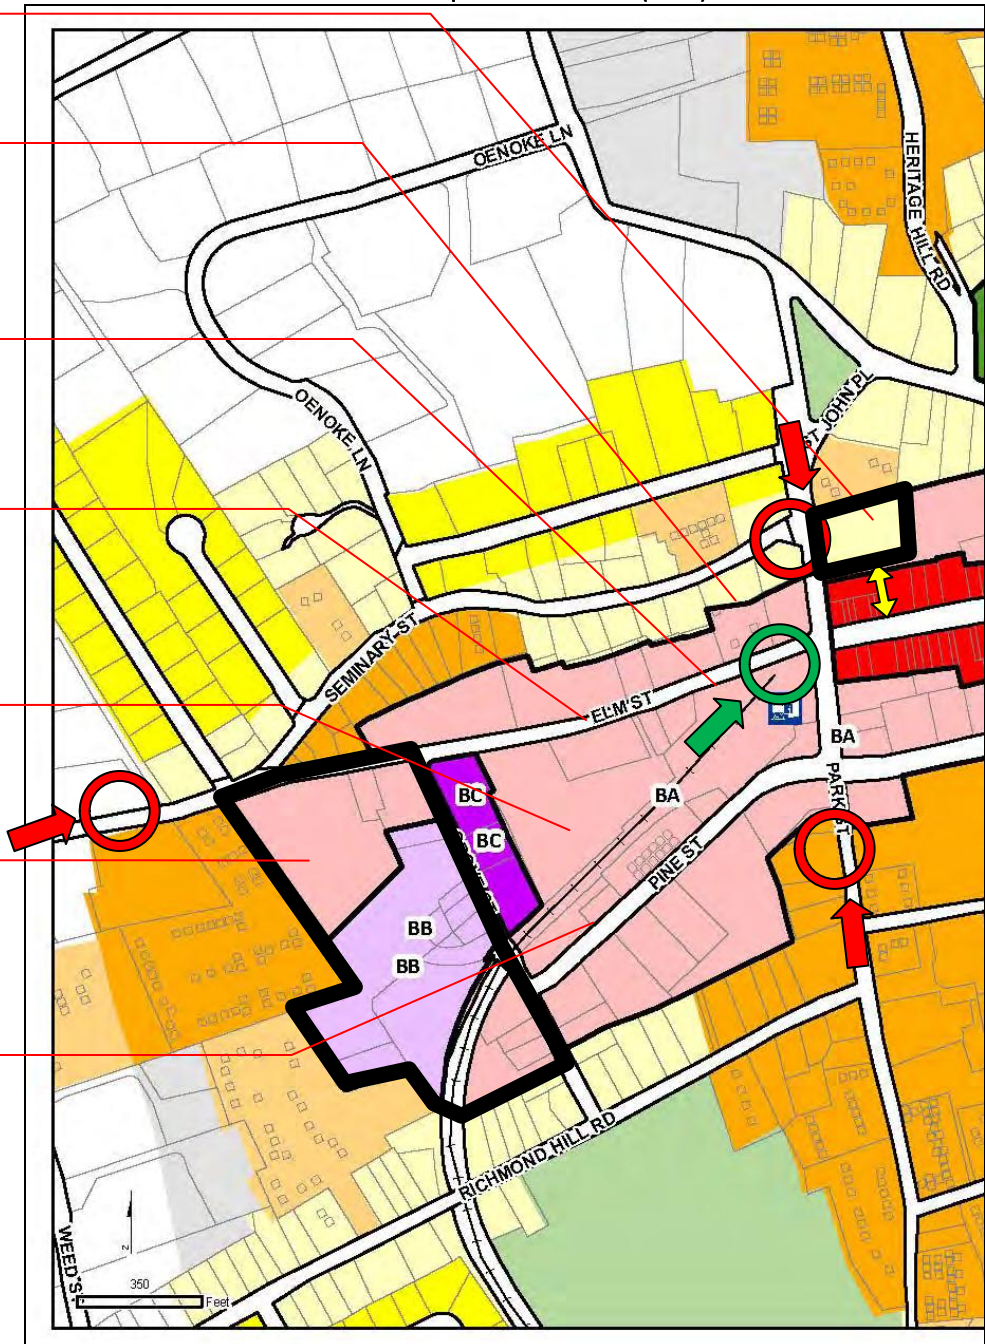 OENOKE LN
HERITAGE HILL RD
OENOKE LN
ST JOHN PL
SEMINARY ST
ELM ST
BA
PARK ST
BC
BA
BC
PINE ST
BB
BB
RICHMOND HILL RD
WEED S
N
350
Feet